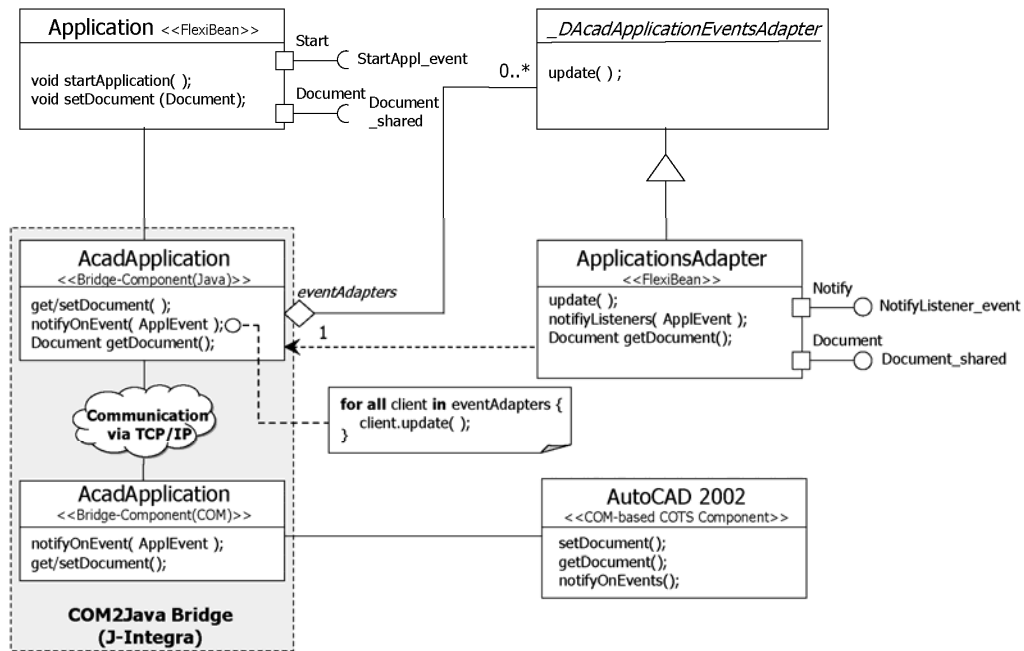 Application <<FlexiBean>>
void startApplication( );
void setDocument (Document);
Start
StartAppl_event
Document
Document
_shared
_DAcadApplicationEventsAdapter
update( ) ;
0..*
AcadApplication
<<Bridge-Component(Java)>>
get/setDocument( );
notifyOnEvent( ApplEvent );
Document getDocument();
eventAdapters
1
ApplicationsAdapter
<<FlexiBean>>
update( );
notifiyListeners( ApplEvent );
Document getDocument();
Notify
NotifyListener_event
Document
Document_shared
for all client in eventAdapters {
client.update( );
}
Communication
via TCP/IP
AcadApplication
<<Bridge-Component(COM)>>
notifyOnEvent( ApplEvent );
get/setDocument();
AutoCAD 2002
<<COM-based COTS Component>>
setDocument();
getDocument();
notifyOnEvents();
COM2Java Bridge
(J-Integra)